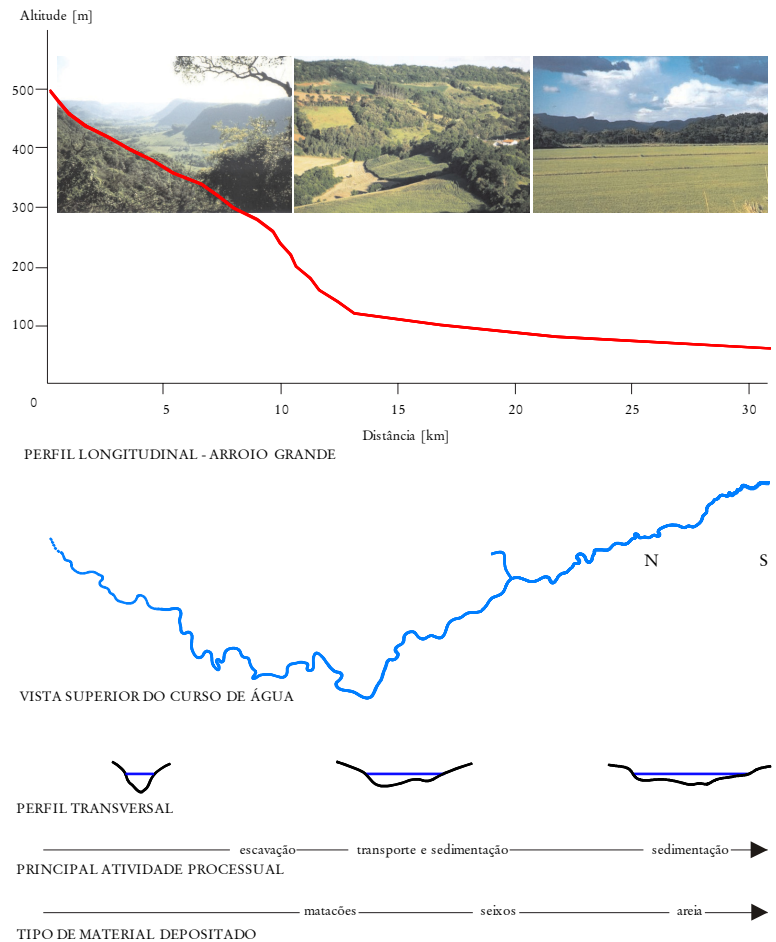 Altitude [m]
500
400
300
200
100
0
5
10
15
20
25
30
Distância [km]
PERFIL LONGITUDINAL - ARROIO GRANDE
N S
VISTA SUPERIOR DO CURSO DE ÁGUA
PERFIL TRANSVERSAL
escavação transporte e sedimentação sedimentação
PRINCIPAL ATIVIDADE PROCESSUAL
matacões seixos areia
TIPO DE MATERIAL DEPOSITADO